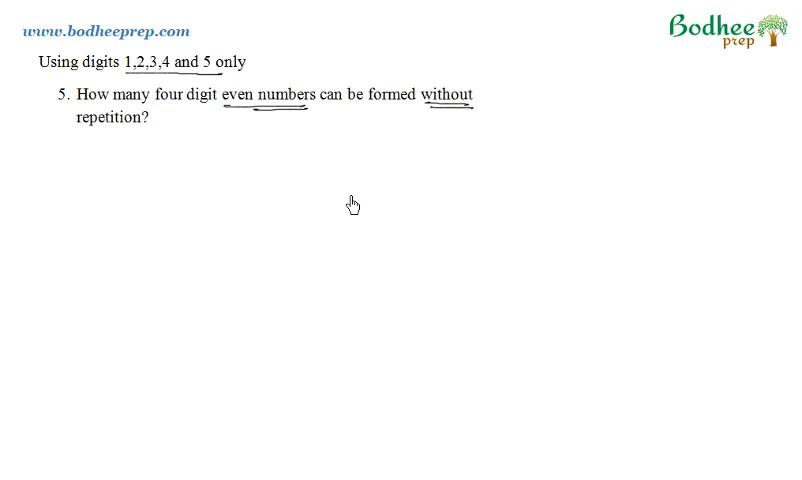 www.bodheeprep.com
Bodhee
prep
Using digits 1,2,3,4 and 5 only
5. How many four digit even numbers can be formed without
repetition?